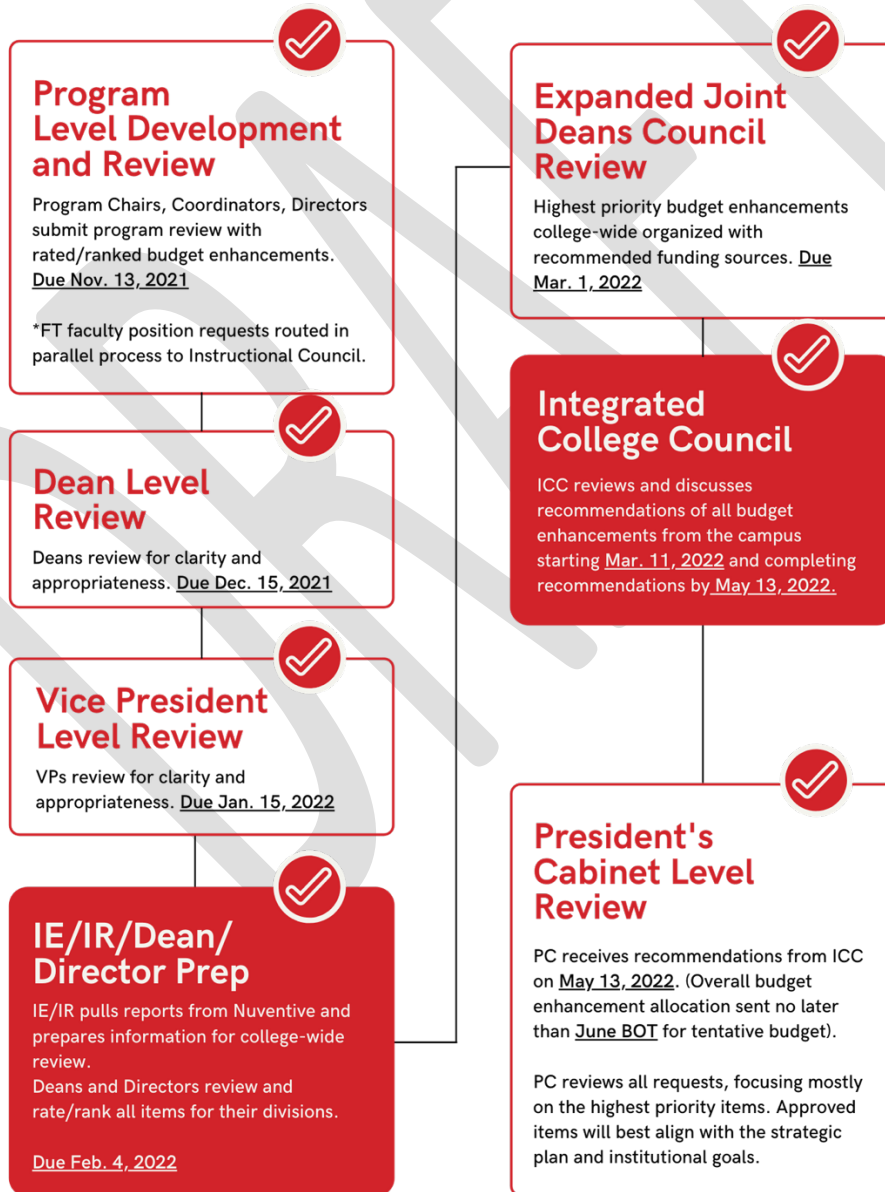 Program
Level Development
and Review
Program Chairs, Coordinators, Directors
submit program review with
rated/ranked budget enhancements.
Due Nov. 13, 2021
*FT faculty position requests routed in
parallel process to Instructional Council.
Dean Level
Review
Deans review for clarity and
appropriateness. Due Dec. 15, 2021
Vice President
Level Review
VPs review for clarity and
appropriateness. Due Jan. 15, 2022
IE/IR/Dean/
Director Prep
IE/IR pulls reports from Nuventive and
prepares information for college-wide
review.
Deans and Directors review and
rate/rank all items for their divisions.
Due Feb. 4, 2022
Expanded Joint
Deans Council
Review
Highest priority budget enhancements
college-wide organized with
recommended funding sources. Due
Mar. 1, 2022
Integrated
College Council
ICC reviews and discusses
recommendations of all budget
enhancements from the campus
starting Mar. 11, 2022 and completing
recommendations by May 13, 2022.
President's
Cabinet Level
Review
PC receives recommendations from ICC
on May 13, 2022. (Overall budget
enhancement allocation sent no later
than June BOT for tentative budget).
PC reviews all requests, focusing mostly
on the highest priority items. Approved
items will best align with the strategic
plan and institutional goals.
DRAFT